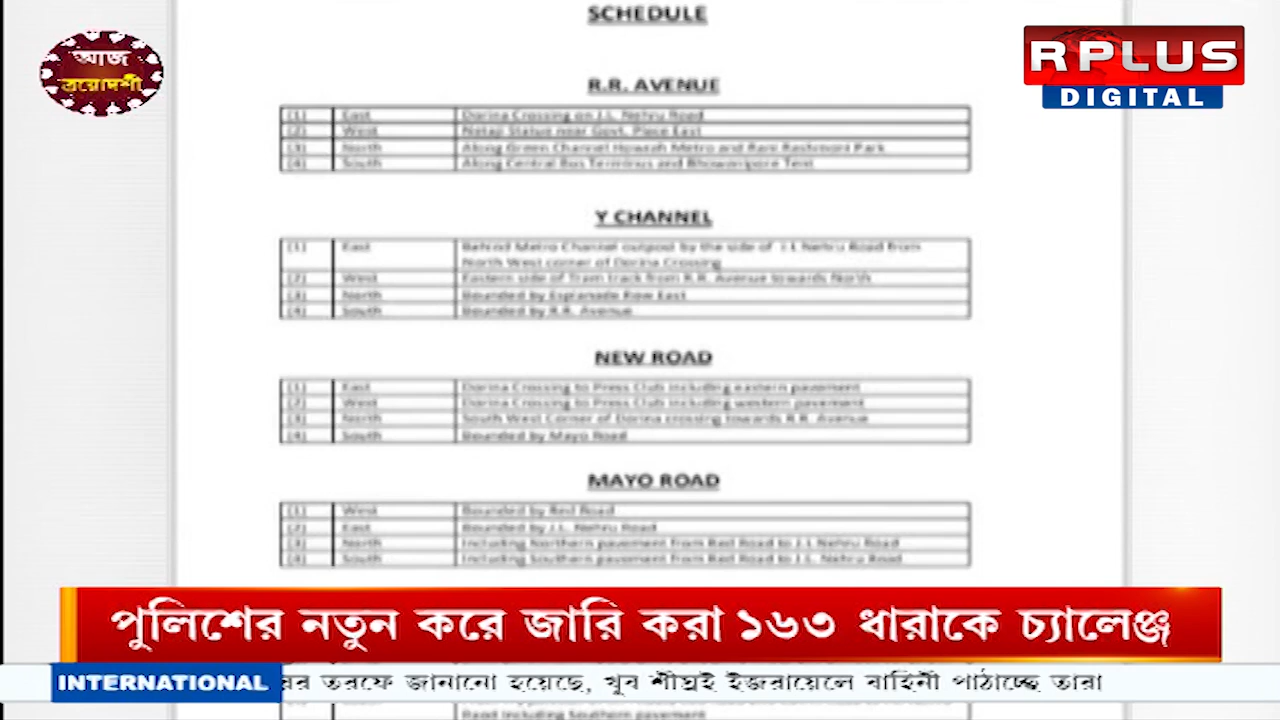 SCHEDULE
আজ
ত্রয়োদশী
RPLUS
DIGITAL
R.R. AVENUE
(1) East Dorina Crossing on J.L. Nehru Road
(2) West Netaji Statue near Govt. Place East
(3) North Along Green Channel Howrah Metro and Rani Rashmoni Park
(4) South Along Central Bus Terminus and Bhowanipore Tent
Y CHANNEL
(1) East Behind Metro Channel outpost by the side of J.L Nehru Road from
North West corner of Dorina Crossing
(2) West Eastern side of Tram track from R.R. Avenue towards North
(3) North Bounded by Esplanade Row East
(4) South Bounded by R.R. Avenue
NEW ROAD
(1) East Dorina Crossing to Press Club including eastern pavement
(2) West Dorina Crossing to Press Club including western pavement
(3) North South West Corner of Dorina crossing towards R.R. Avenue
(4) South Bounded by Mayo Road
MAYO ROAD
(1) West Bounded by Red Road
(2) East Bounded by J.L. Nehru Road
(3) North Including Northern pavement from Red Road to J.L Nehru Road
(4) South Including Southern pavement from Red Road to J.L. Nehru Road
পুলিশের নতুন করে জারি করা ১৬৩ ধারাকে চ্যালেঞ্জ
INTERNATIONAL
তরফে জানানো হয়েছে, খুব শীঘ্রই ইজরায়েলে বাহিনী পাঠাচ্ছে তারা
Road including Southern pavement